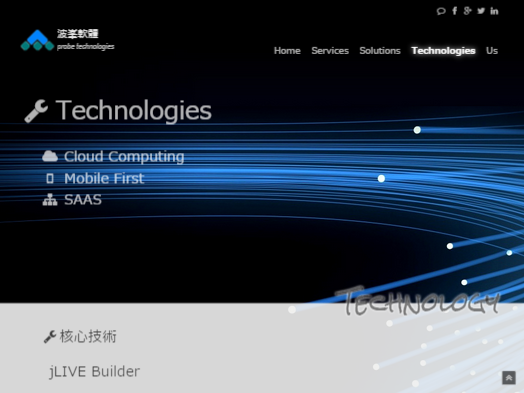 波峯軟體
probe technologies
Home Services Solutions Technologies Us
Technologies
Cloud Computing
Mobile First
SAAS
Technology
核心技術
jLIVE Builder